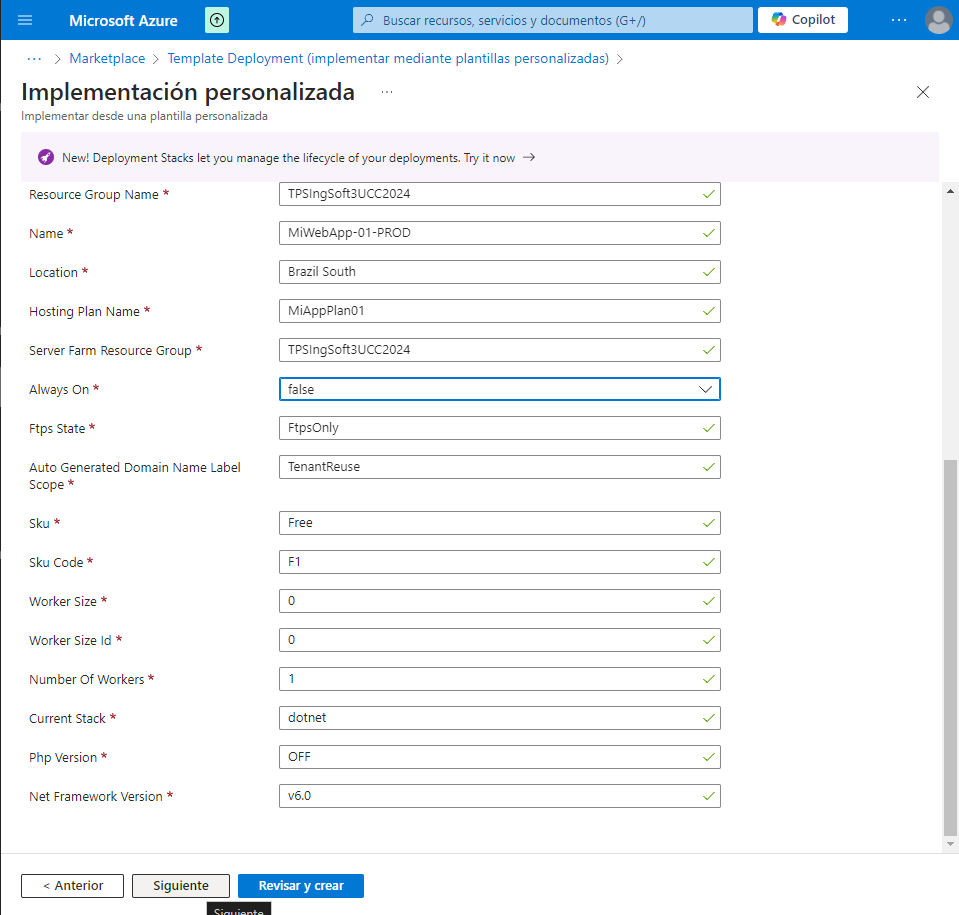 Microsoft Azure
Buscar recursos, servicios y documentos (G+/)
Copilot
...
... > Marketplace > Template Deployment (implementar mediante plantillas personalizadas) >
Implementación personalizada ...
Implementar desde una plantilla personalizada
New! Deployment Stacks let you manage the lifecycle of your deployments. Try it now →
Resource Group Name * TPSIngSoft3UCC2024
Name * MiWebApp-01-PROD
Location * Brazil South
Hosting Plan Name * MiAppPlan01
Server Farm Resource Group * TPSIngSoft3UCC2024
Always On * false
Ftps State * FtpsOnly
Auto Generated Domain Name Label TenantReuse
Scope *
Sku * Free
Sku Code * F1
Worker Size * 0
Worker Size Id * 0
Number Of Workers * 1
Current Stack * dotnet
Php Version * OFF
Net Framework Version * v6.0
< Anterior Siguiente Revisar y crear
Siguiente